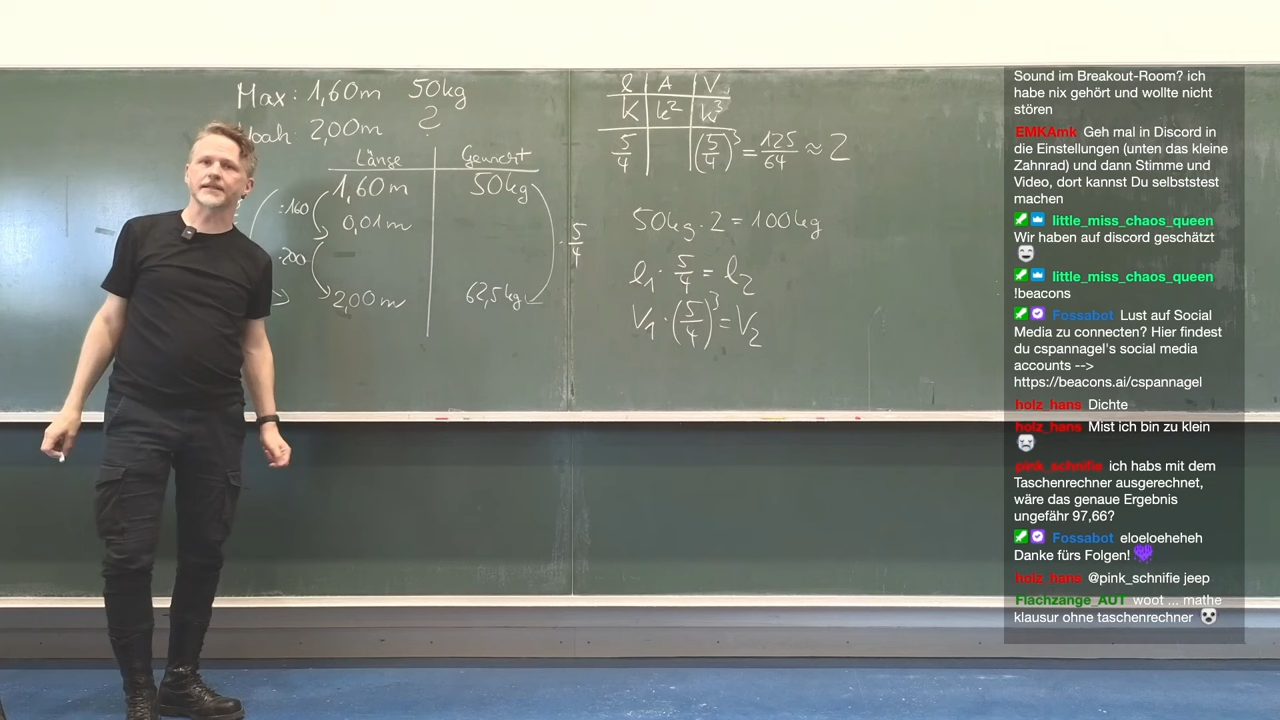 Max: 1,60m 50kg
Noah: 2,00m ?
Länge Gewicht
1,60m 50kg
:160
0,01m
·200
· 5/4
2,00m 62,5kg
ℓ A V
k k² k³
5/4 (5/4)³ = 125/64 ≈ 2
50kg · 2 = 100kg
ℓ₁ · 5/4 = ℓ₂
V₁ · (5/4)³ = V₂
Sound im Breakout-Room? ich
habe nix gehört und wollte nicht
stören
EMKAmk Geh mal in Discord in
die Einstellungen (unten das kleine
Zahnrad) und dann Stimme und
Video, dort kannst Du selbststest
machen
little_miss_chaos_queen
Wir haben auf discord geschätzt
little_miss_chaos_queen
!beacons
Fossabot Lust auf Social
Media zu connecten? Hier findest
du cspannagel's social media
accounts -->
https://beacons.ai/cspannagel
holz_hans Dichte
holz_hans Mist ich bin zu klein
pink_schnifie ich habs mit dem
Taschenrechner ausgerechnet,
wäre das genaue Ergebnis
ungefähr 97,66?
Fossabot eloeloeheheh
Danke fürs Folgen!
holz_hans @pink_schnifie jeep
Flachzange_AUT woot ... mathe
klausur ohne taschenrechner